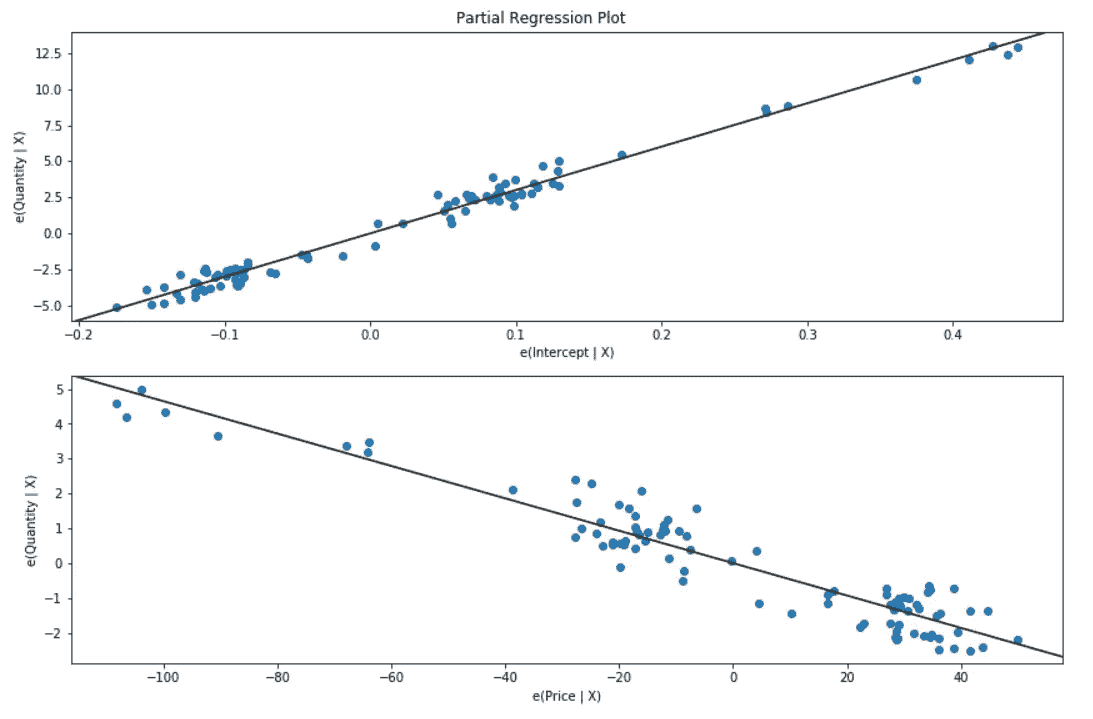 Partial Regression Plot
12.5
10.0
7.5
5.0
2.5
0.0
−2.5
−5.0
e(Quantity | X)
−0.2 −0.1 0.0 0.1 0.2 0.3 0.4
e(Intercept | X)
5
4
3
2
1
0
−1
−2
e(Quantity | X)
−100 −80 −60 −40 −20 0 20 40
e(Price | X)